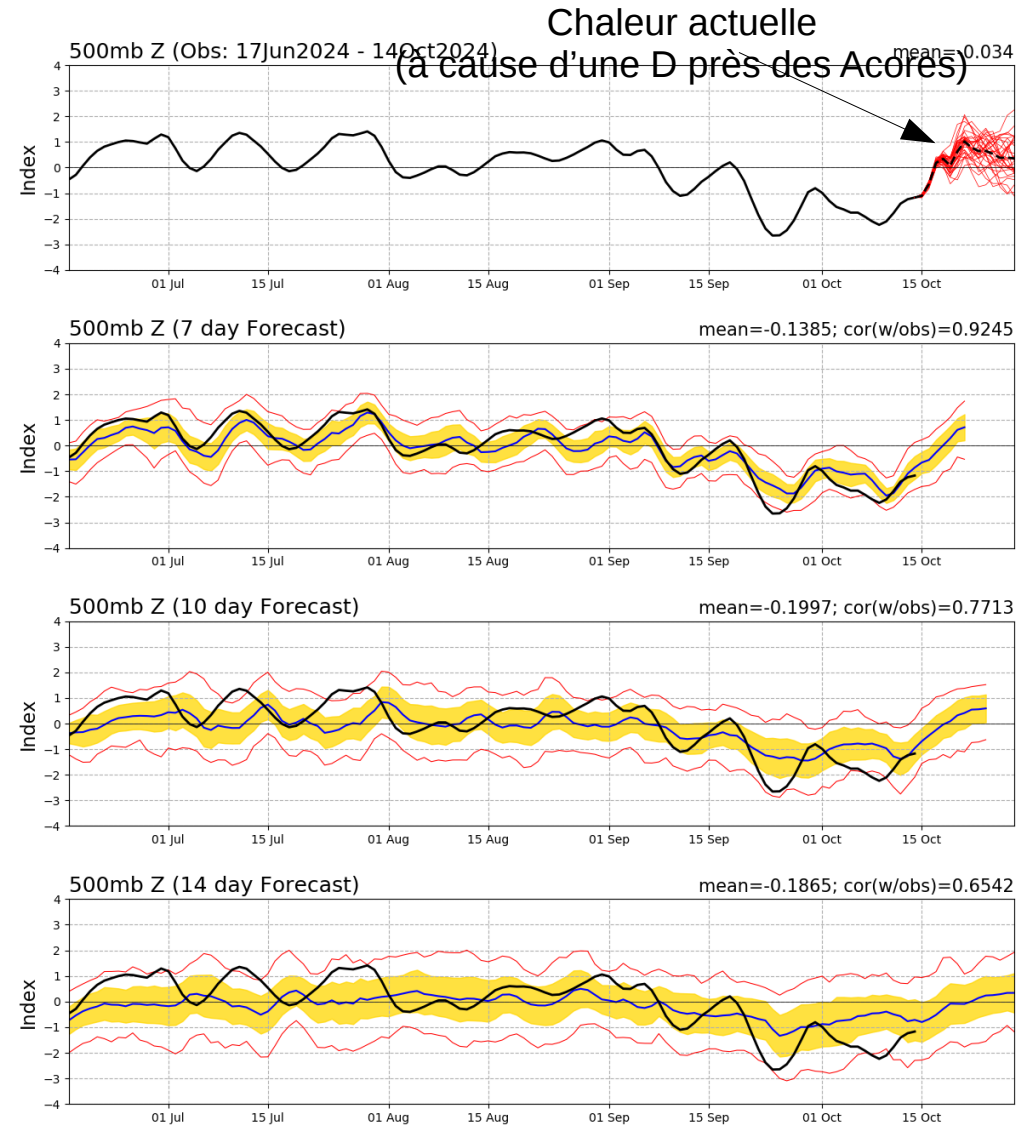 Chaleur actuelle
(à cause d'une D près des Acores)
500mb Z (Obs: 17Jun2024 - 14Oct2024)
mean=-0.034
4
3
2
1
0
−1
−2
−3
−4
Index
01 Jul 15 Jul 01 Aug 15 Aug 01 Sep 15 Sep 01 Oct 15 Oct
500mb Z (7 day Forecast)
mean=-0.1385; cor(w/obs)=0.9245
4
3
2
1
0
−1
−2
−3
−4
Index
01 Jul 15 Jul 01 Aug 15 Aug 01 Sep 15 Sep 01 Oct 15 Oct
500mb Z (10 day Forecast)
mean=-0.1997; cor(w/obs)=0.7713
4
3
2
1
0
−1
−2
−3
−4
Index
01 Jul 15 Jul 01 Aug 15 Aug 01 Sep 15 Sep 01 Oct 15 Oct
500mb Z (14 day Forecast)
mean=-0.1865; cor(w/obs)=0.6542
4
3
2
1
0
−1
−2
−3
−4
Index
01 Jul 15 Jul 01 Aug 15 Aug 01 Sep 15 Sep 01 Oct 15 Oct